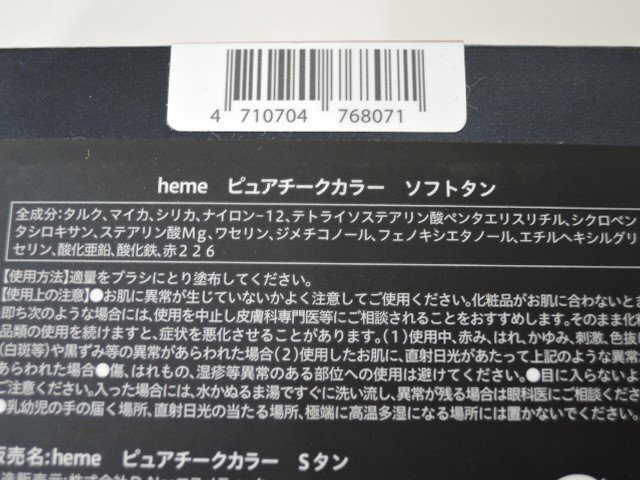 4 710704 768071
heme ピュアチークカラー ソフトタン
全成分:タルク、マイカ、シリカ、ナイロン-12、テトライソステアリン酸ペンタエリスリチル、シクロペン
タシロキサン、ステアリン酸Mg、ワセリン、ジメチコノール、フェノキシエタノール、エチルヘキシルグリ
セリン、酸化亜鉛、酸化鉄、赤226
【使用方法】適量をブラシにとり塗布してください。
【使用上の注意】●お肌に異常が生じていないかよく注意してご使用ください。化粧品がお肌に合わないと
即ち次のような場合には、使用を中止し皮膚科専門医等にご相談されることをおすすめします。そのまま化粧
品類の使用を続けますと、症状を悪化させることがあります。(1)使用中、赤み、はれ、かゆみ、刺激、色抜け
(白斑等)や黒ずみ等の異常があらわれた場合(2)使用したお肌に、直射日光があたって上記のような異常
あらわれた場合●傷、はれもの、湿疹等異常のある部位への使用は避けてください。●目に入らないよ
ご注意ください。入った場合には、水かぬるま湯ですぐに洗い流し、異常が残る場合は眼科医にご相談くださ
●乳幼児の手の届く場所、直射日光の当たる場所、極端に高温多湿になる場所には置かないでください。
販売名:heme ピュアチークカラー Sタン
造販売元:株式会社